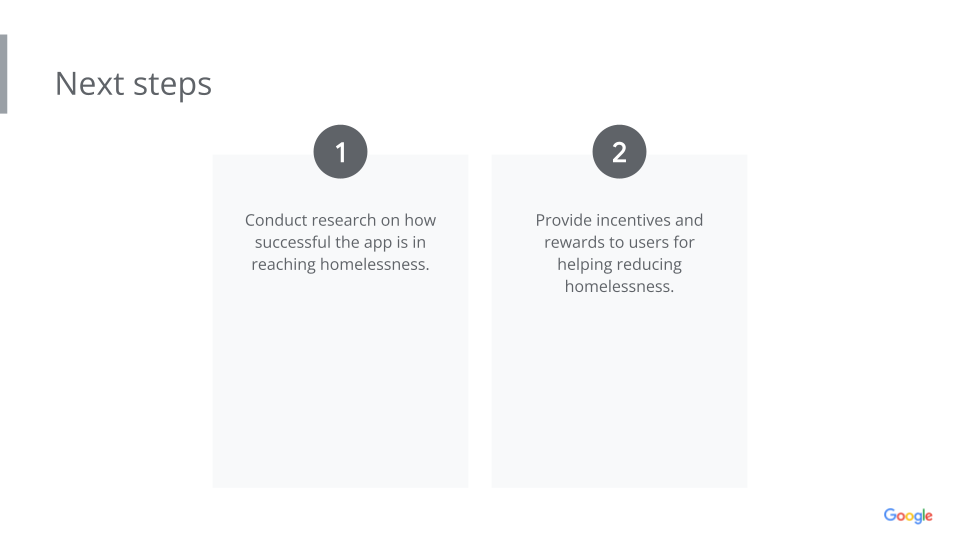 Next steps
1
Conduct research on how
successful the app is in
reaching homelessness.
2
Provide incentives and
rewards to users for
helping reducing
homelessness.
Google